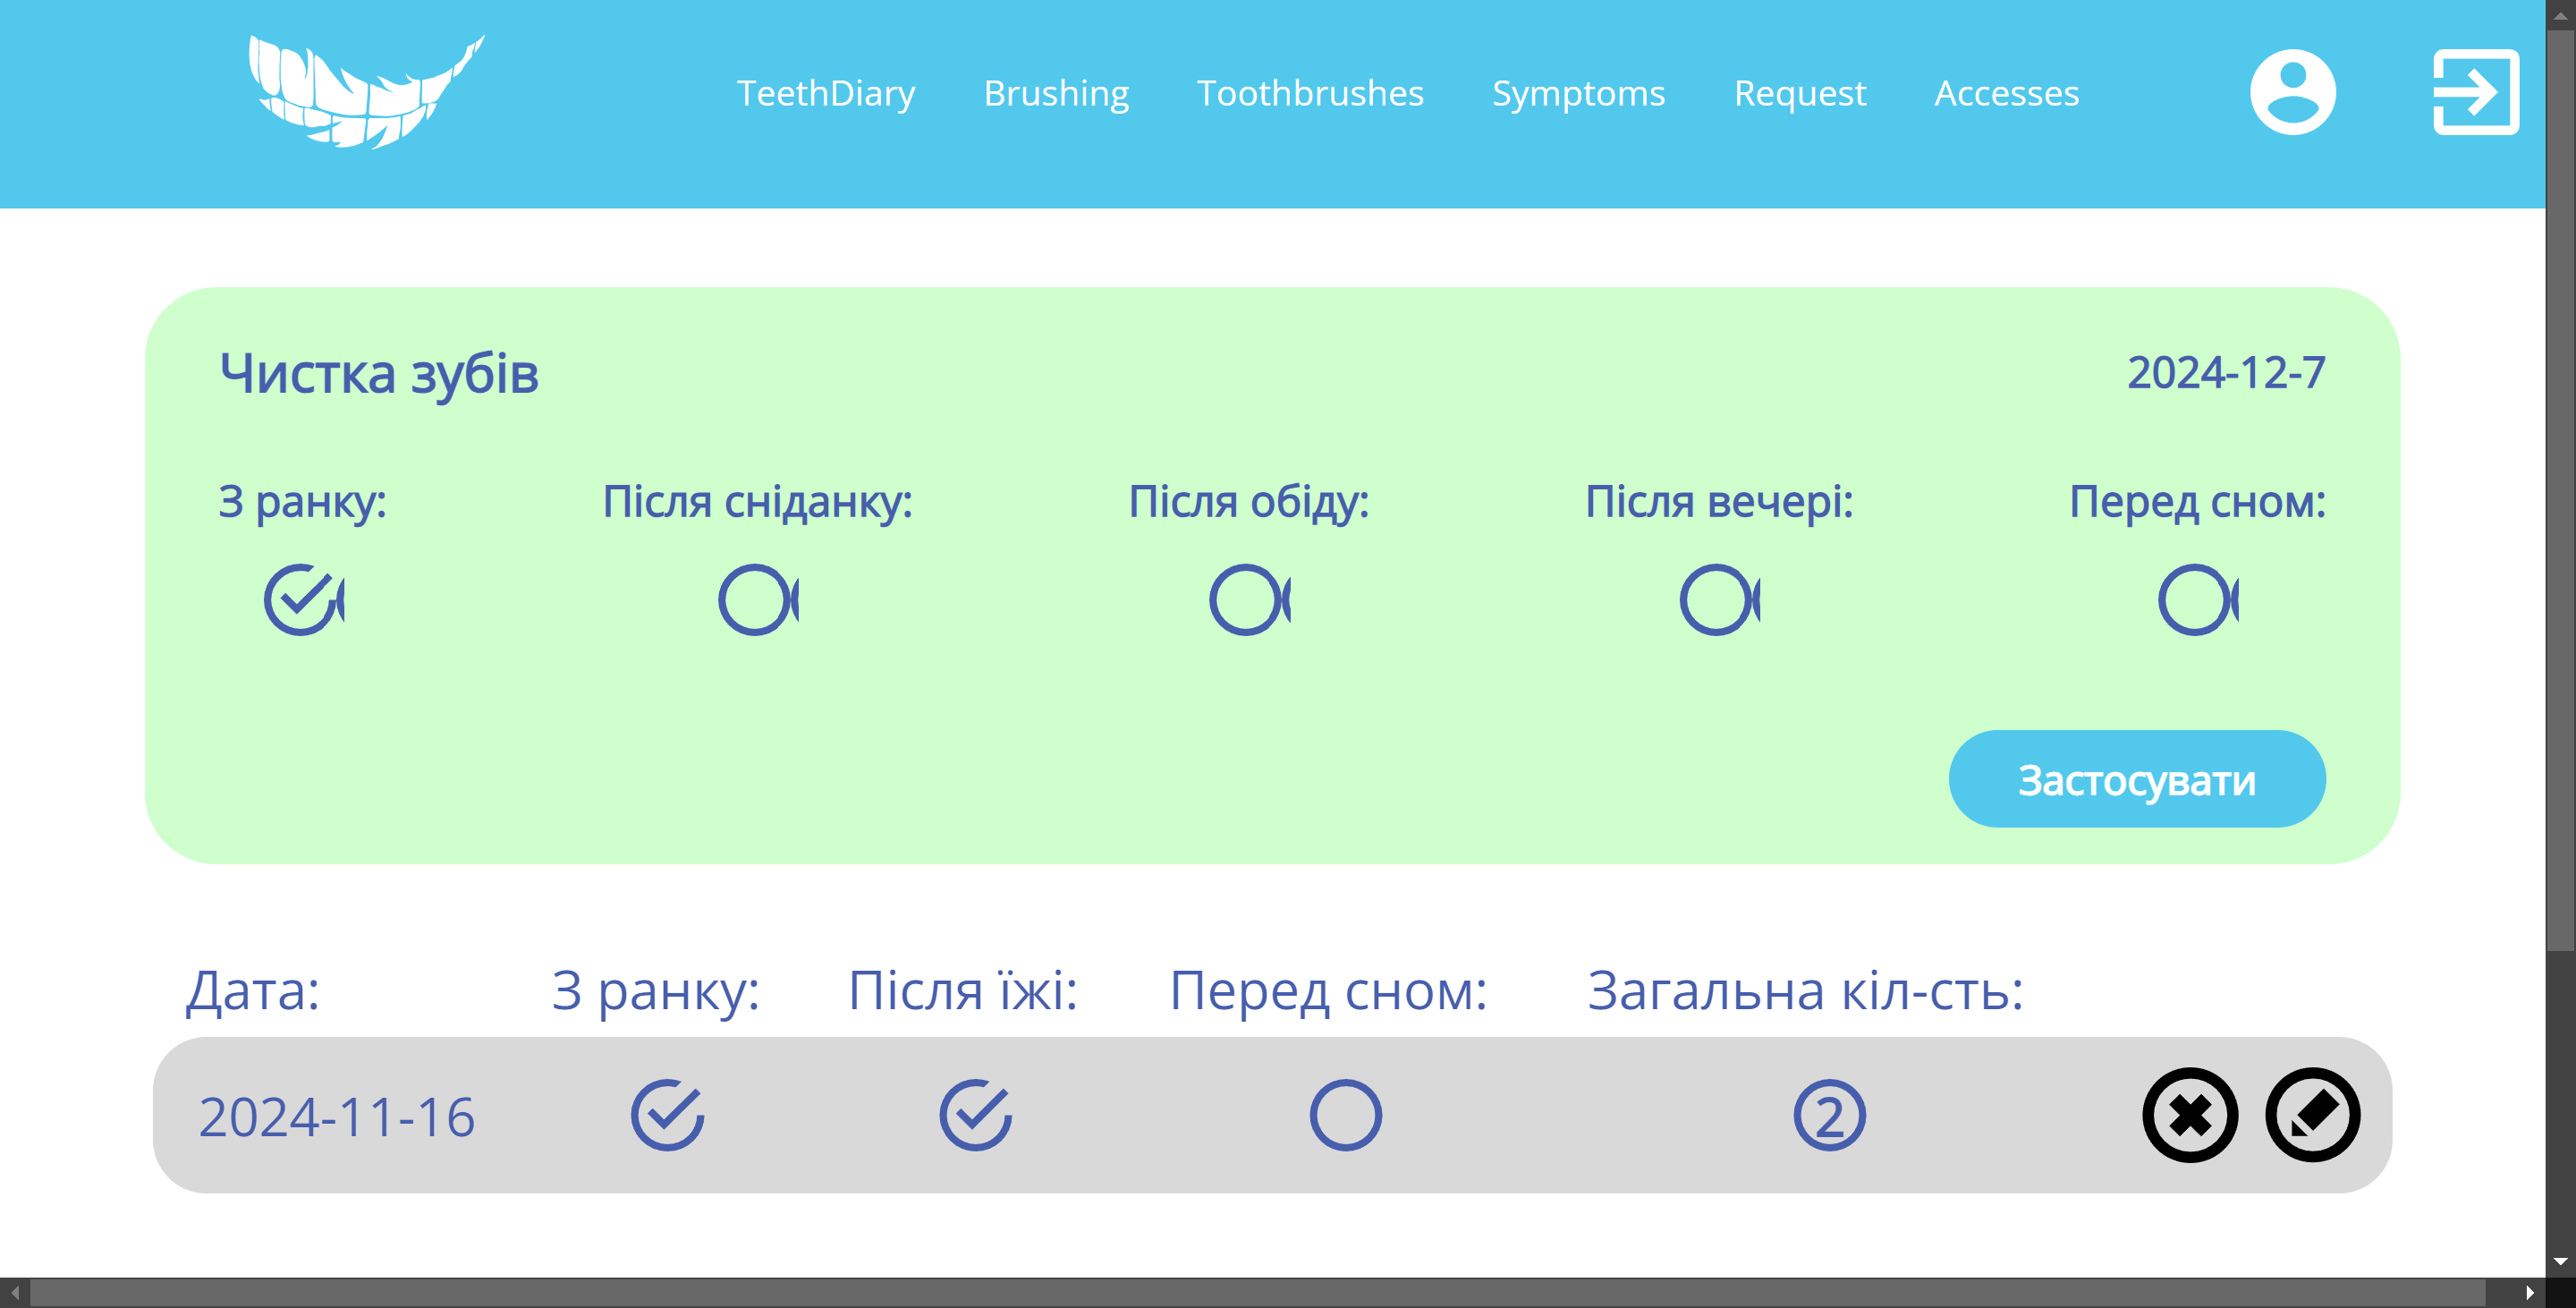 TeethDiary Brushing Toothbrushes Symptoms Request Accesses
Чистка зубів 2024-12-7
З ранку: Після сніданку: Після обіду: Після вечері: Перед сном:
Застосувати
Дата: З ранку: Після їжі: Перед сном: Загальна кіл-сть:
2024-11-16 2